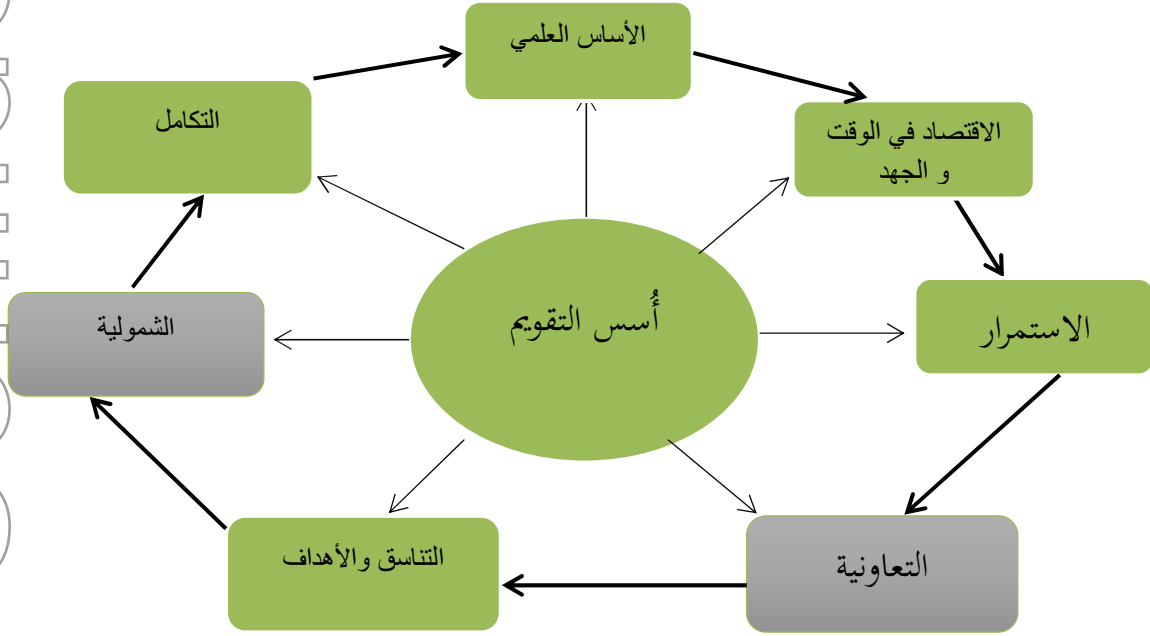 الأساس العلمي
التكامل
الاقتصاد في الوقت
و الجهد
الشمولية
أُسس التقويم
الاستمرار
التناسق والأهداف
التعاونية